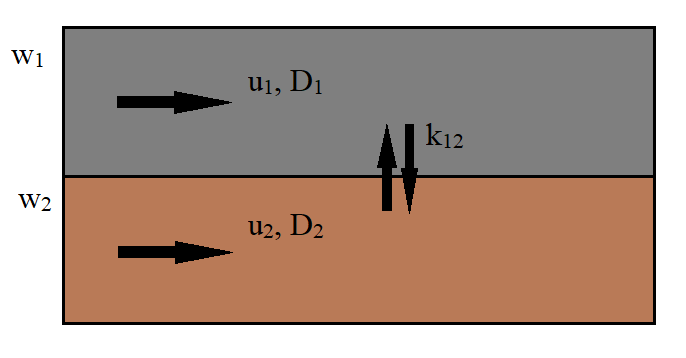 w₁
u₁, D₁
k₁₂
w₂
u₂, D₂